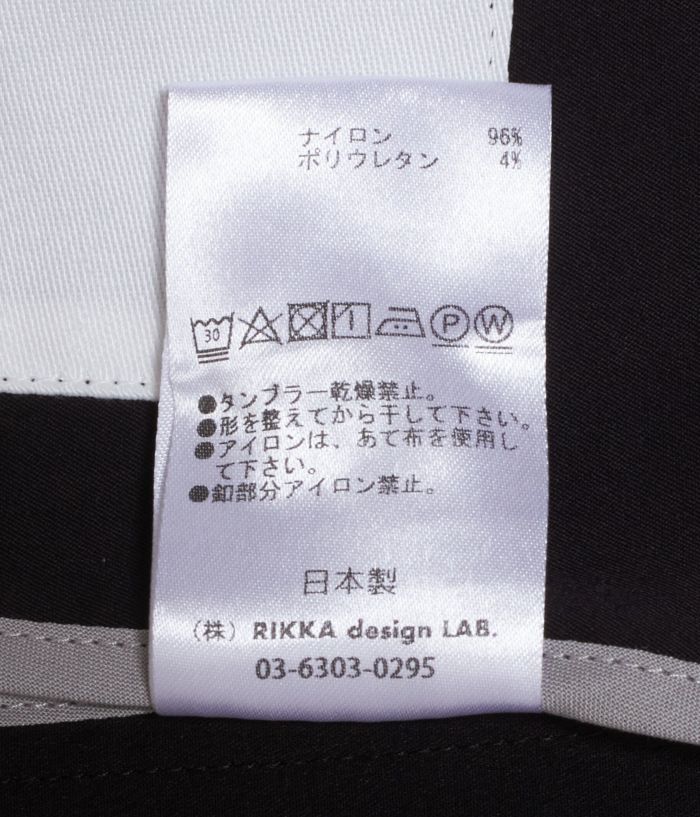 ナイロン 96%
ポリウレタン 4%
30 P W
●タンブラー乾燥禁止。
●形を整えてから干して下さい。
●アイロンは、あて布を使用し
て下さい。
●釦部分アイロン禁止。
日本製
（株）RIKKA design LAB.
03-6303-0295